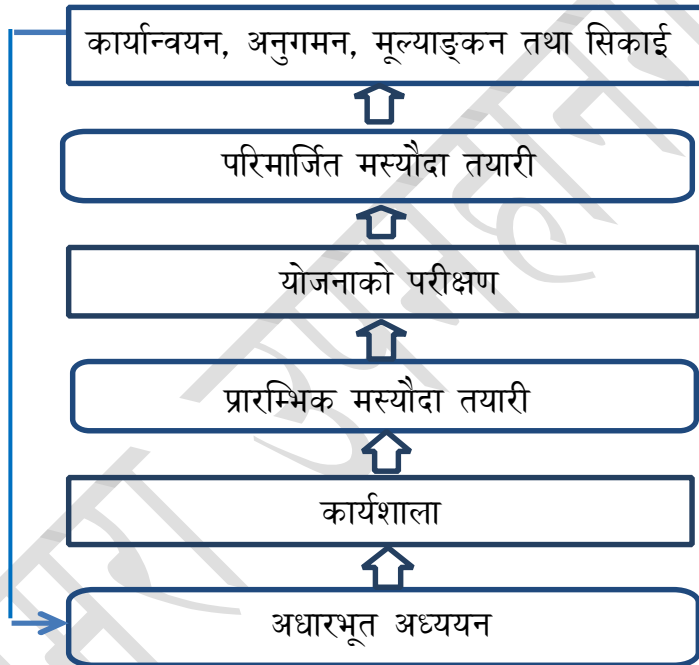 कार्यान्वयन, अनुगमन, मूल्याङ्कन तथा सिकाई
परिमार्जित मस्यौदा तयारी
योजनाको परीक्षण
प्रारम्भिक मस्यौदा तयारी
कार्यशाला
अधारभूत अध्ययन